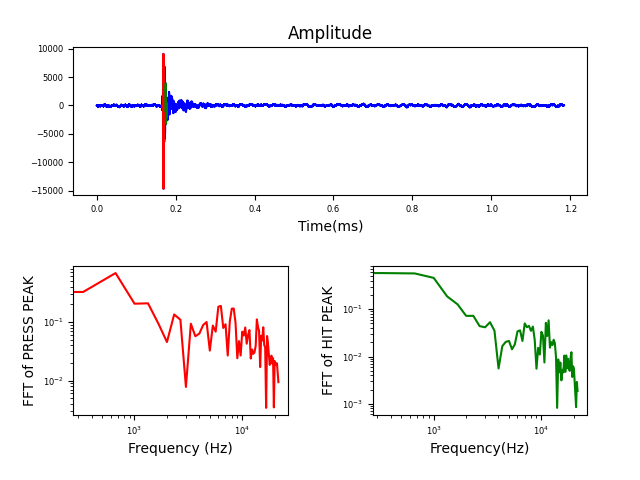 Amplitude
10000
5000
0
−5000
−10000
−15000
0.0 0.2 0.4 0.6 0.8 1.0 1.2
Time(ms)
FFT of PRESS PEAK
10⁻¹
10⁻²
10³ 10⁴
Frequency (Hz)
FFT of HIT PEAK
10⁻¹
10⁻²
10⁻³
10³ 10⁴
Frequency(Hz)